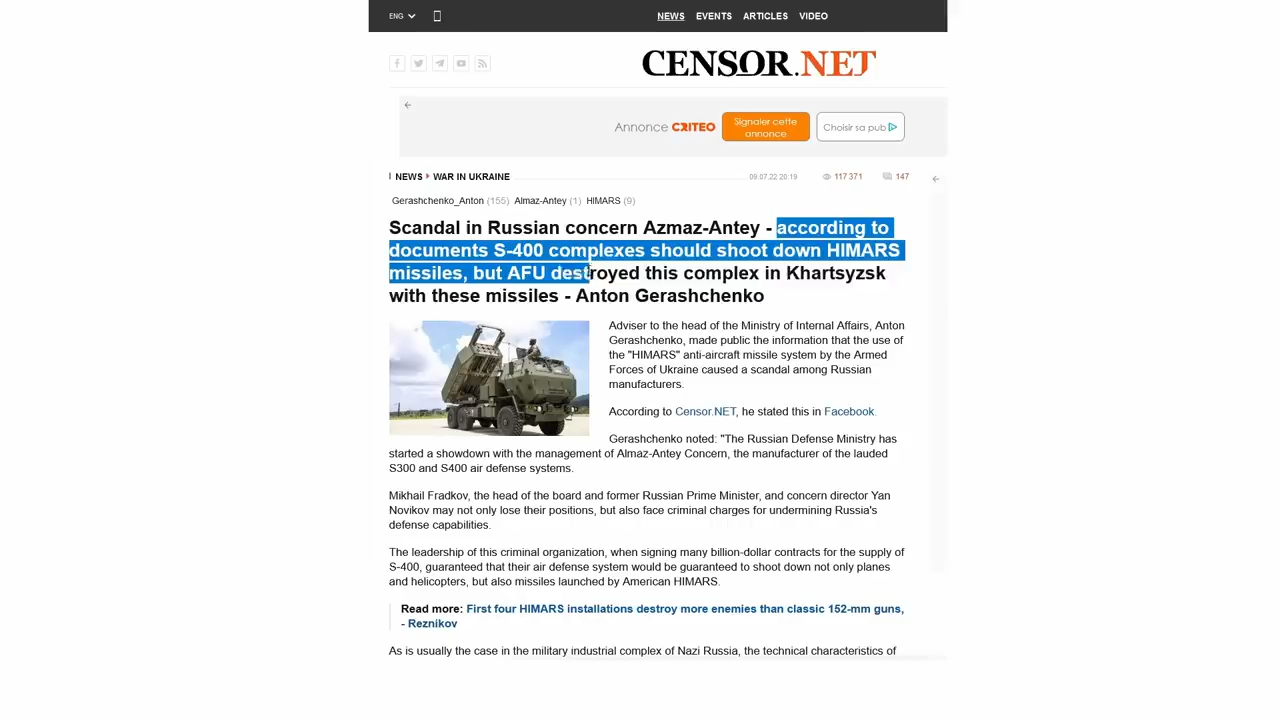 ENG
NEWS EVENTS ARTICLES VIDEO
CENSOR.NET
Annonce CRITEO
Signaler cette
annonce
Choisir sa pub
NEWS WAR IN UKRAINE
09.07.22 20:19
117 371
147
Gerashchenko_Anton (155) Almaz-Antey (1) HIMARS (9)
Scandal in Russian concern Azmaz-Antey - according to
documents S-400 complexes should shoot down HIMARS
missiles, but AFU destroyed this complex in Khartsyzsk
with these missiles - Anton Gerashchenko
Adviser to the head of the Ministry of Internal Affairs, Anton
Gerashchenko, made public the information that the use of
the "HIMARS" anti-aircraft missile system by the Armed
Forces of Ukraine caused a scandal among Russian
manufacturers.
According to Censor.NET, he stated this in Facebook.
Gerashchenko noted: "The Russian Defense Ministry has
started a showdown with the management of Almaz-Antey Concern, the manufacturer of the lauded
S300 and S400 air defense systems.
Mikhail Fradkov, the head of the board and former Russian Prime Minister, and concern director Yan
Novikov may not only lose their positions, but also face criminal charges for undermining Russia's
defense capabilities.
The leadership of this criminal organization, when signing many billion-dollar contracts for the supply of
S-400, guaranteed that their air defense system would be guaranteed to shoot down not only planes
and helicopters, but also missiles launched by American HIMARS.
Read more: First four HIMARS installations destroy more enemies than classic 152-mm guns,
- Reznikov
As is usually the case in the military industrial complex of Nazi Russia, the technical characteristics of